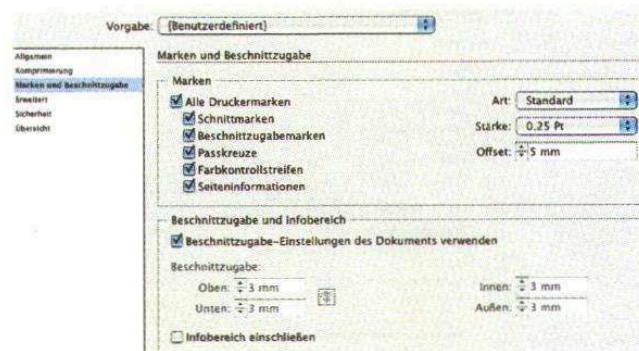 Vorgabe: [Benutzerdefiniert]
Allgemein
Komprimierung
Marken und Beschnittzugabe
Erweitert
Sicherheit
Übersicht
Marken und Beschnittzugabe
Marken
Alle Druckermarken
Schnittmarken
Beschnittzugabemarken
Passkreuze
Farbkontrollstreifen
Seiteninformationen
Art: Standard
Stärke: 0.25 Pt
Offset: 5 mm
Beschnittzugabe und Infobereich
Beschnittzugabe-Einstellungen des Dokuments verwenden
Beschnittzugabe:
Oben: 3 mm
Unten: 3 mm
Innen: 3 mm
Außen: 3 mm
Infobereich einschließen